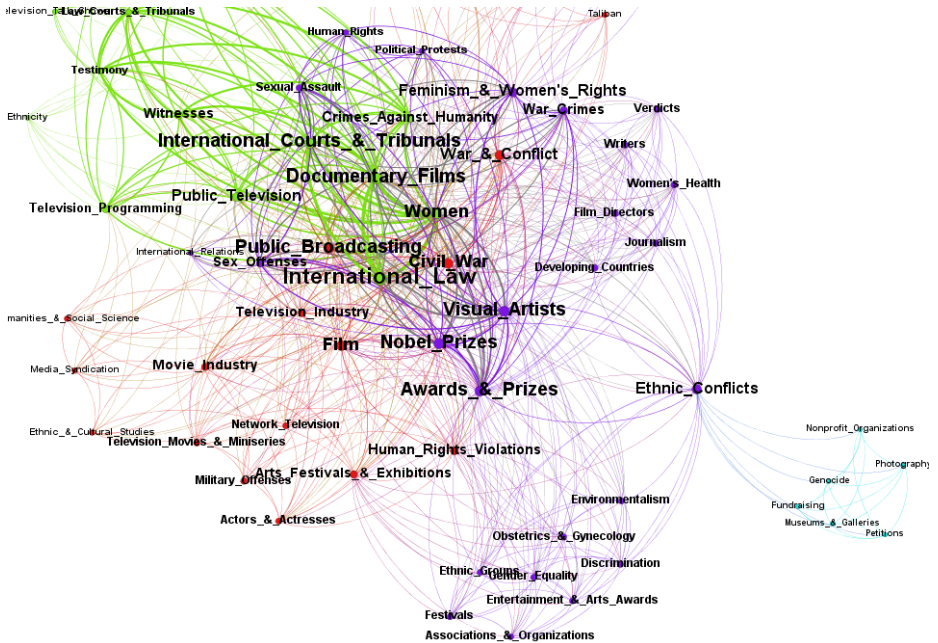 Law_Courts_&_Tribunals
Taliban
Human_Rights
Political_Protests
Testimony
Sexual_Assault
Feminism_&_Women's_Rights
War_Crimes
Verdicts
Witnesses
Ethnicity
Crimes_Against_Humanity
International_Courts_&_Tribunals
Writers
War_&_Conflict
Documentary_Films
Women's_Health
Public_Television
Television_Programming
Women
Film_Directors
Public_Broadcasting
Journalism
International_Relations
Sex_Offenses
Civil_War
Developing_Countries
International_Law
Television_Industry
Visual_Artists
manities_&_Social_Science
Film
Nobel_Prizes
Movie_Industry
Media_Syndication
Awards_&_Prizes
Ethnic_Conflicts
Network_Television
Nonprofit_Organizations
Ethnic_&_Cultural_Studies
Television_Movies_&_Miniseries
Human_Rights_Violations
Photography
Arts_Festivals_&_Exhibitions
Military_Offenses
Genocide
Environmentalism
Fundraising
Actors_&_Actresses
Museums_&_Galleries
Petitions
Obstetrics_&_Gynecology
Discrimination
Ethnic_Groups
Gender_Equality
Entertainment_&_Arts_Awards
Festivals
Associations_&_Organizations